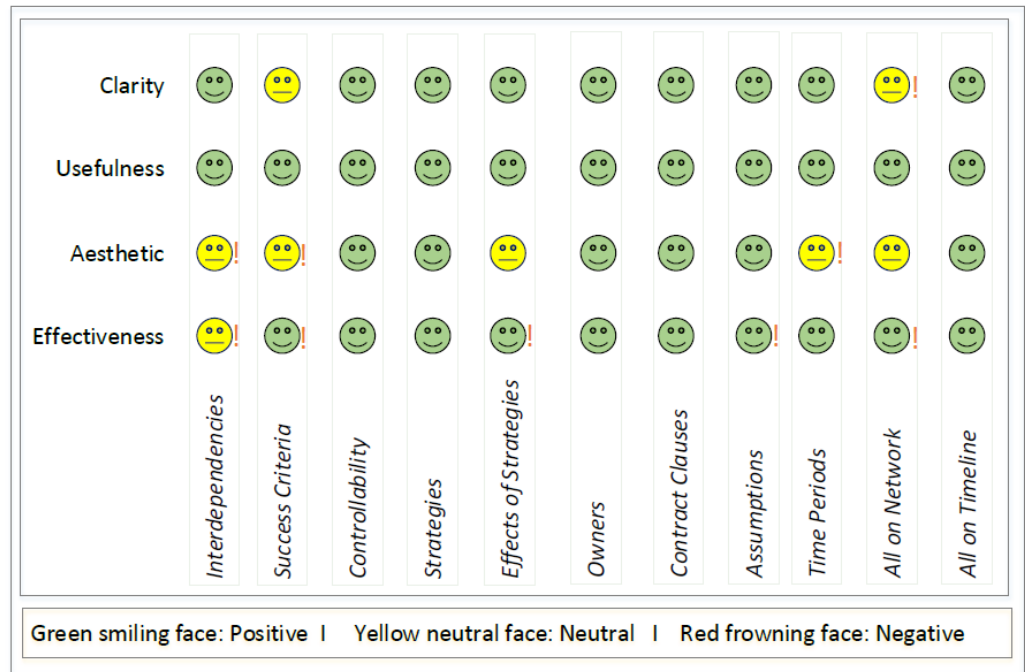 Clarity
!
Usefulness
Aesthetic
! ! !
Effectiveness
! ! ! ! !
Interdependencies
Success Criteria
Controllability
Strategies
Effects of Strategies
Owners
Contract Clauses
Assumptions
Time Periods
All on Network
All on Timeline
Green smiling face: Positive I Yellow neutral face: Neutral I Red frowning face: Negative